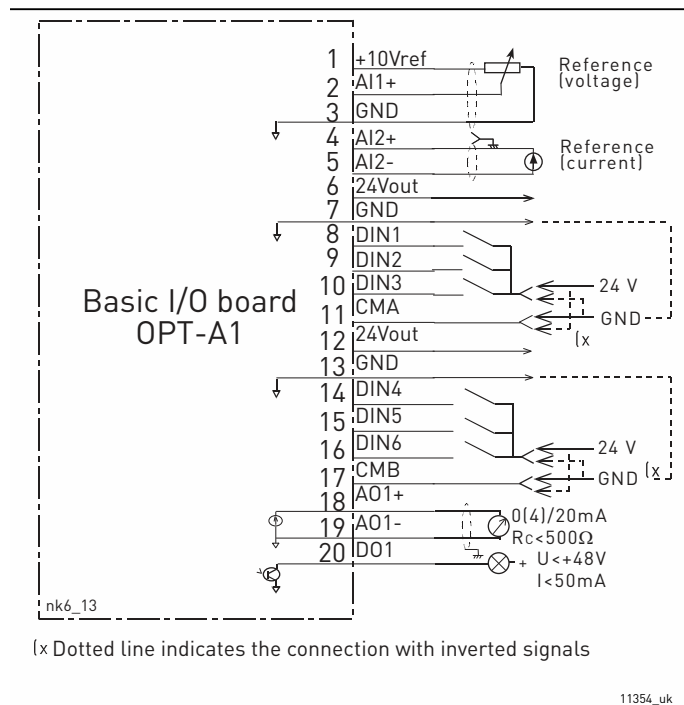 1 +10Vref
2 AI1+
3 GND
4 AI2+
5 AI2-
6 24Vout
7 GND
8 DIN1
9 DIN2
10 DIN3
11 CMA
12 24Vout
13 GND
14 DIN4
15 DIN5
16 DIN6
17 CMB
18 AO1+
19 AO1-
20 DO1
Basic I/O board
OPT-A1
Reference
(voltage)
Reference
(current)
24 V
GND
(x
24 V
GND (x
0(4)/20mA
RC<500Ω
+ U<+48V
I<50mA
nk6_13
(x Dotted line indicates the connection with inverted signals
11354_uk